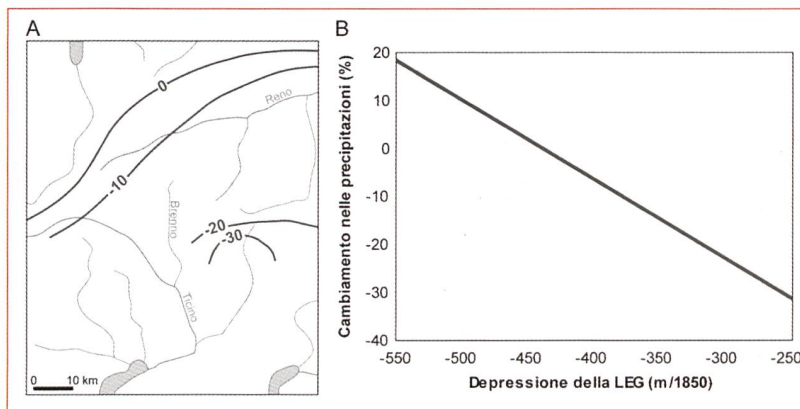 A
0
-10
-20
-30
Reno
Brenno
Ticino
0 10 km
B
Cambiamento nelle precipitazioni (%)
20
10
0
-10
-20
-30
-40
-550 -500 -450 -400 -350 -300 -250
Depressione della LEG (m/1850)